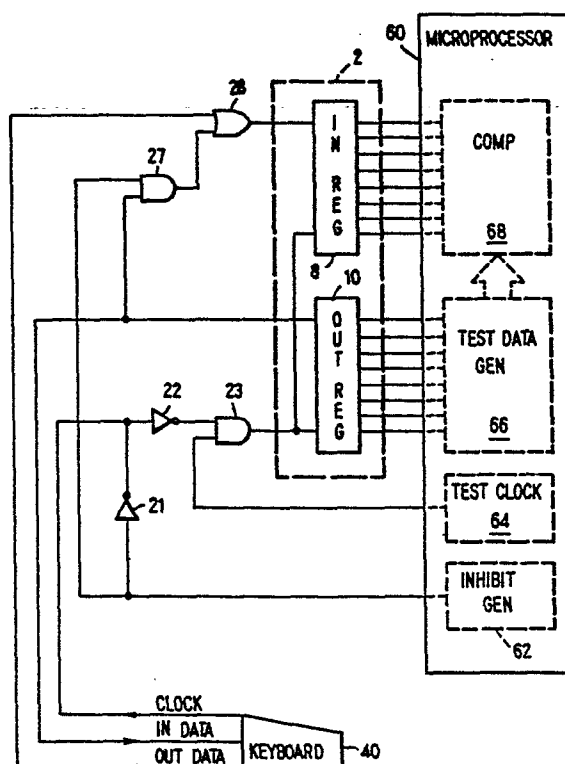 60
MICROPROCESSOR
2
28
27
IN REG
8
COMP
68
10
OUT REG
TEST DATA
GEN
66
22
23
21
TEST CLOCK
64
INHIBIT
GEN
62
CLOCK
IN DATA
OUT DATA
KEYBOARD
40